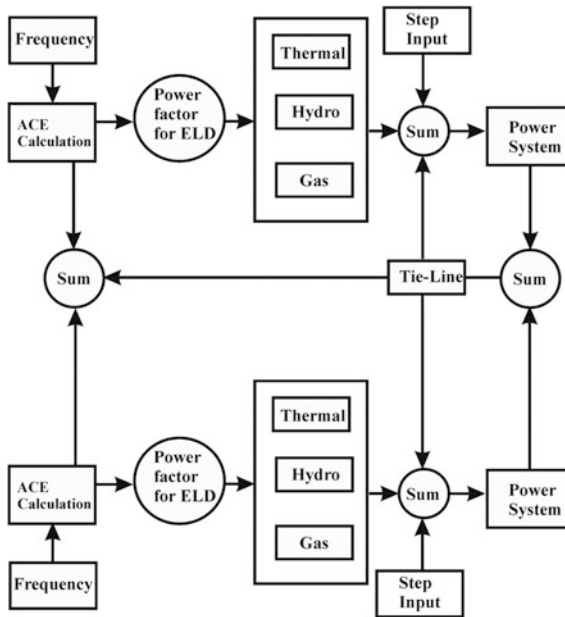 Frequency
Step
Input
Thermal
Power
factor
for ELD
ACE
Calculation
Hydro
Sum
Power
System
Gas
Sum
Tie-Line
Sum
Thermal
Power
factor
for ELD
ACE
Calculation
Hydro
Sum
Power
System
Gas
Frequency
Step
Input